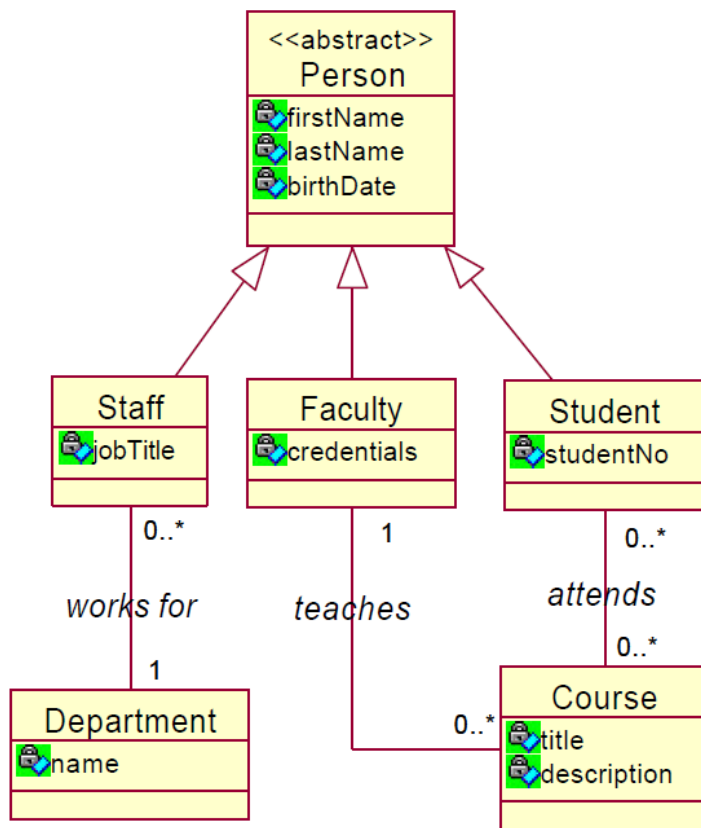 <<abstract>>
Person
firstName
lastName
birthDate
Staff
jobTitle
Faculty
credentials
Student
studentNo
0..*
1
0..*
works for
teaches
attends
1
0..*
Department
name
0..*
Course
title
description